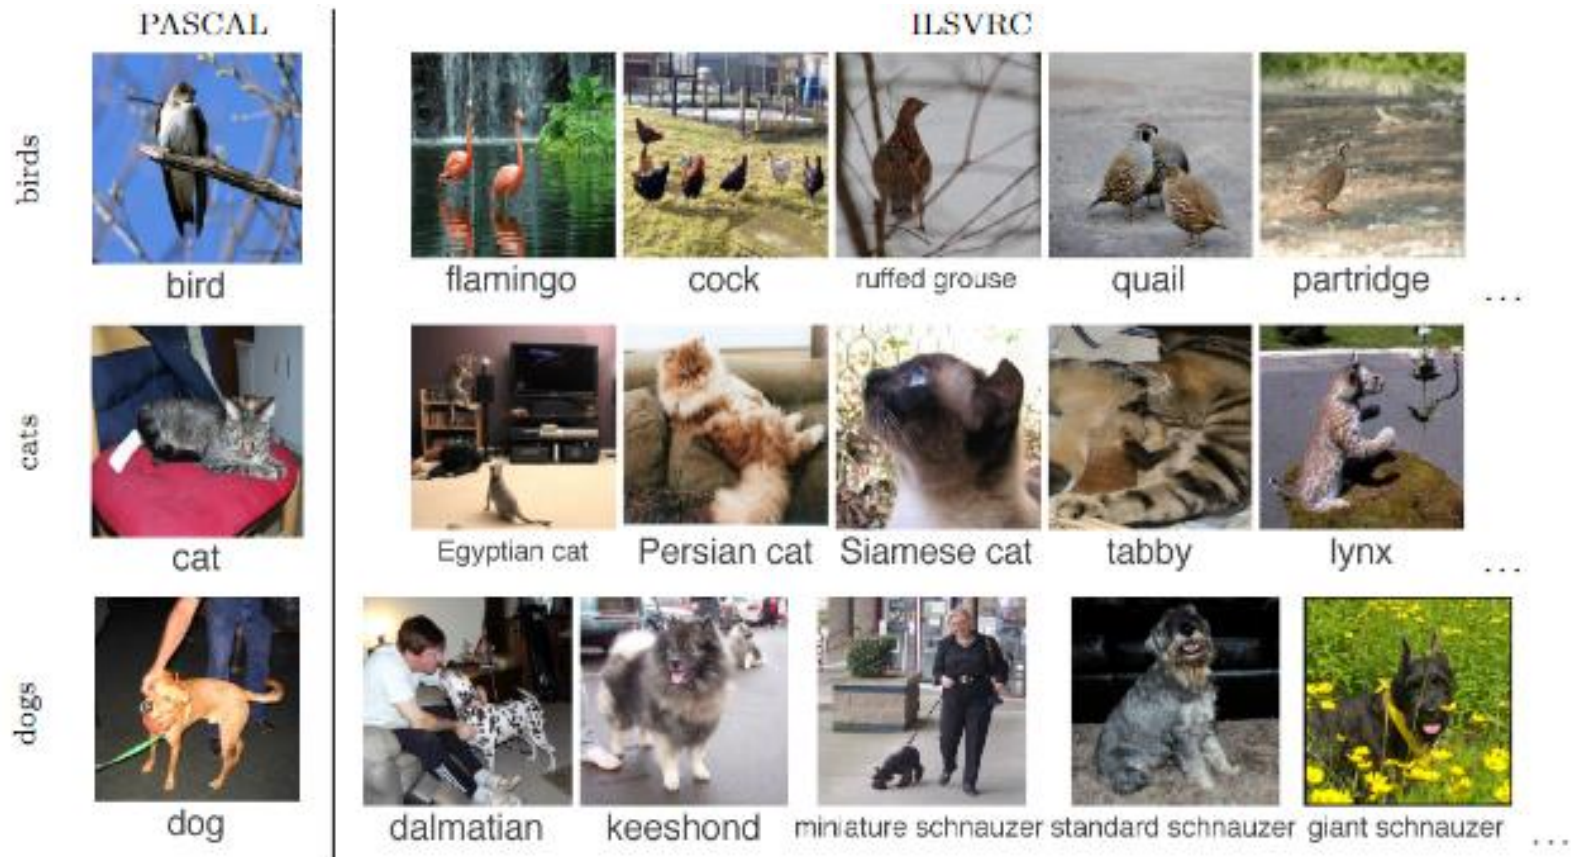 PASCAL
ILSVRC
birds
bird
flamingo
cock
ruffed grouse
quail
partridge
...
cats
cat
Egyptian cat
Persian cat
Siamese cat
tabby
lynx
...
dogs
dog
dalmatian
keeshond
miniature schnauzer
standard schnauzer
giant schnauzer
...